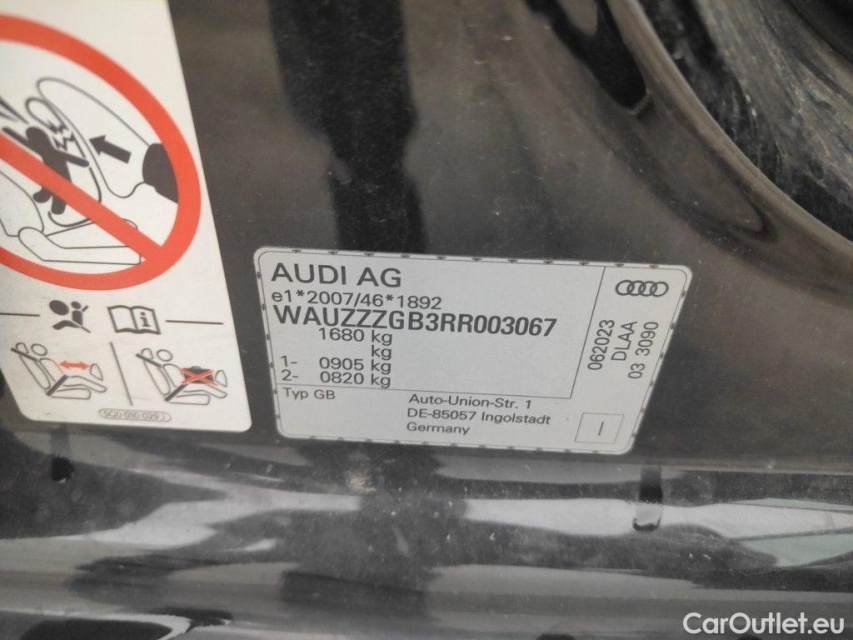 AUDI AG
e1*2007/46*1892
WAUZZZGB3RR003067
1680 kg
kg
1- 0905 kg
2- 0820 kg
Typ GB
Auto-Union-Str. 1
DE-85057 Ingolstadt
Germany
062023
DLAA
03 3090
I
CarOutlet.eu